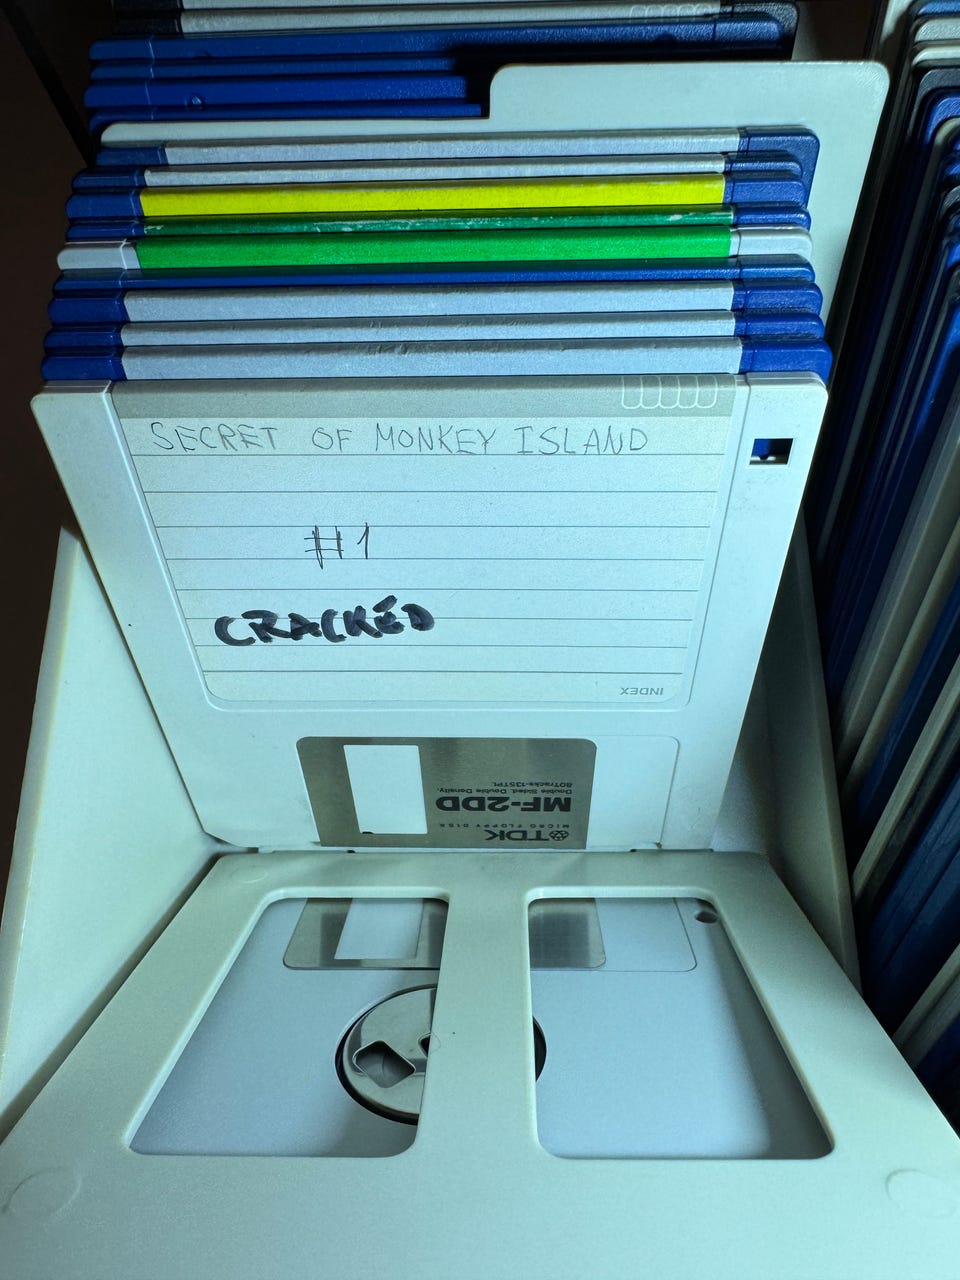 SECRET OF MONKEY ISLAND
#1
CRACKED
INDEX
TDK
MICRO FLOPPY DISK
MF-2DD
Double Sided. Double Density.
80Tracks-135TPI.